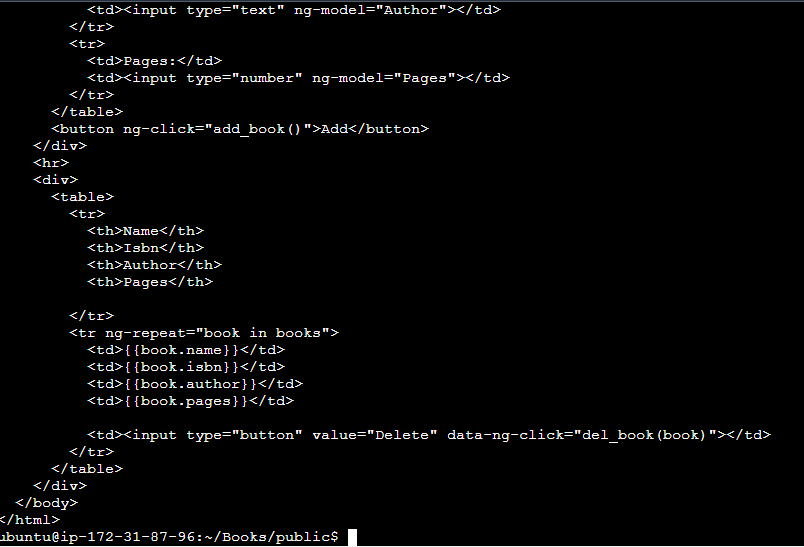 <td><input type="text" ng-model="Author"></td>
</tr>
<tr>
<td>Pages:</td>
<td><input type="number" ng-model="Pages"></td>
</tr>
</table>
<button ng-click="add_book()">Add</button>
</div>
<hr>
<div>
<table>
<tr>
<th>Name</th>
<th>Isbn</th>
<th>Author</th>
<th>Pages</th>
</tr>
<tr ng-repeat="book in books">
<td>{{book.name}}</td>
<td>{{book.isbn}}</td>
<td>{{book.author}}</td>
<td>{{book.pages}}</td>
<td><input type="button" value="Delete" data-ng-click="del_book(book)"></td>
</tr>
</table>
</div>
</body>
</html>
ubuntu@ip-172-31-87-96:~/Books/public$